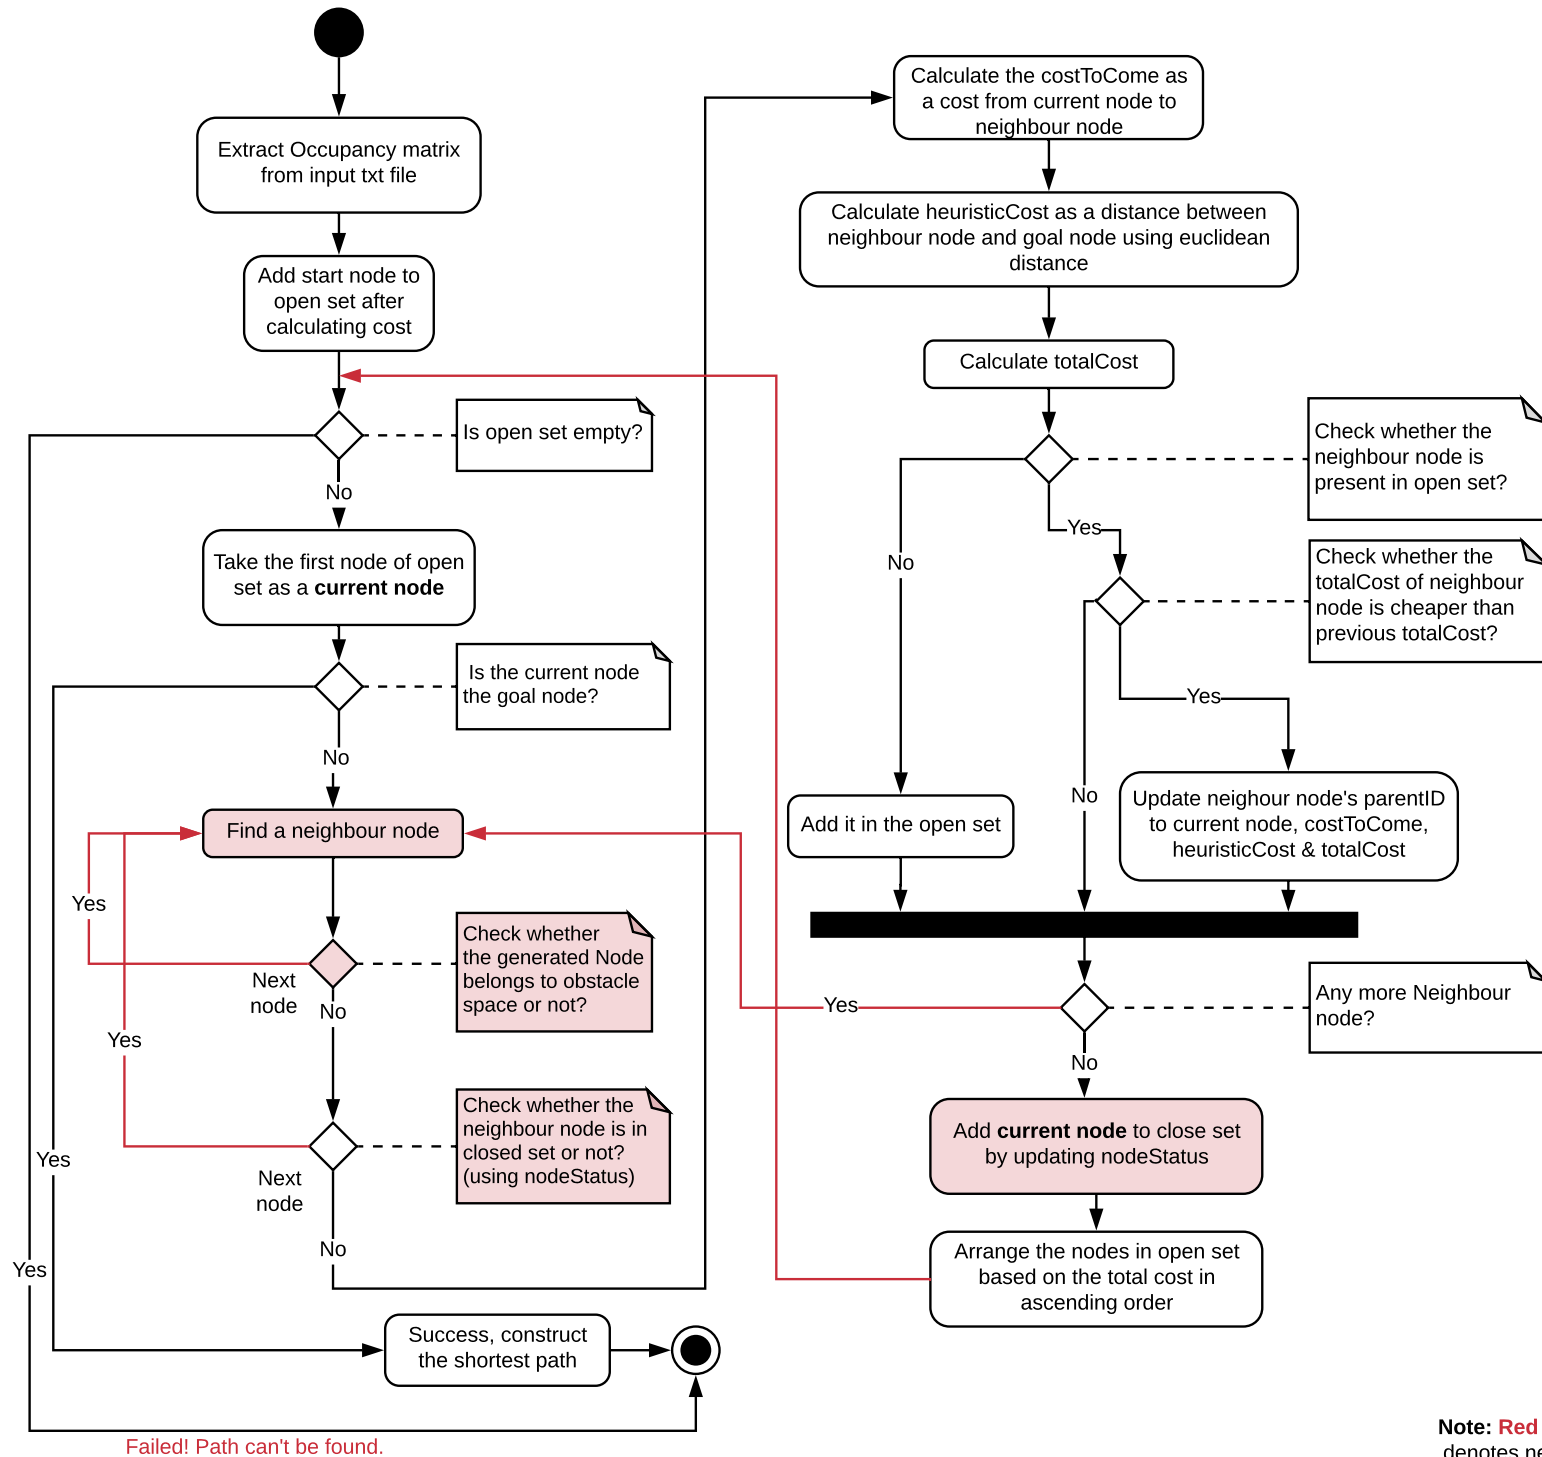 Extract Occupancy matrix
from input txt file
Add start node to
open set after
calculating cost
Is open set empty?
No
Take the first node of open
set as a current node
Is the current node
the goal node?
No
Find a neighbour node
Yes
Check whether
the generated Node
belongs to obstacle
space or not?
Next
node
No
Yes
Check whether the
neighbour node is in
closed set or not?
(using nodeStatus)
Next
node
No
Yes
Yes
Success, construct
the shortest path
Failed! Path can't be found.
Calculate the costToCome as
a cost from current node to
neighbour node
Calculate heuristicCost as a distance between
neighbour node and goal node using euclidean
distance
Calculate totalCost
Check whether the
neighbour node is
present in open set?
Yes
No
Check whether the
totalCost of neighbour
node is cheaper than
previous totalCost?
Yes
No
Add it in the open set
Update neighour node's parentID
to current node, costToCome,
heuristicCost & totalCost
Any more Neighbour
node?
Yes
No
Add current node to close set
by updating nodeStatus
Arrange the nodes in open set
based on the total cost in
ascending order
Note: Red
denotes